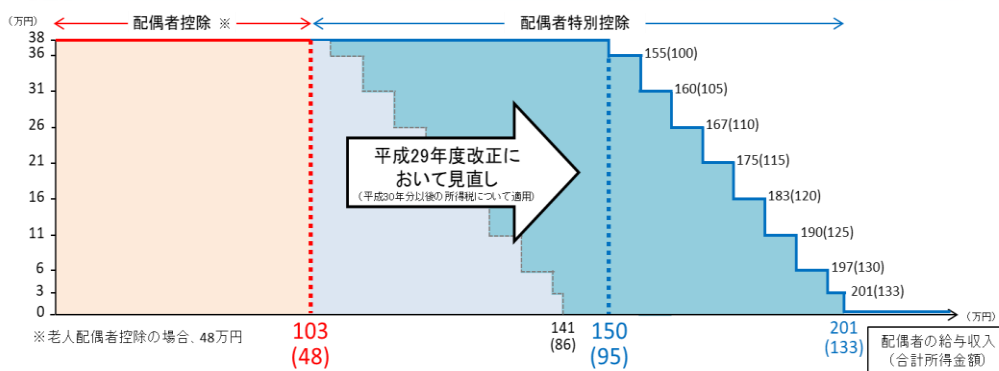 （万円）
配偶者控除 ※
配偶者特別控除
38
36
31
26
21
16
11
6
3
0
155(100)
160(105)
167(110)
175(115)
183(120)
190(125)
197(130)
201(133)
平成29年度改正に
おいて見直し
（平成30年分以後の所得税について適用）
※老人配偶者控除の場合、48万円
103
(48)
141
(86)
150
(95)
201
(133)
（万円）
配偶者の給与収入
（合計所得金額）